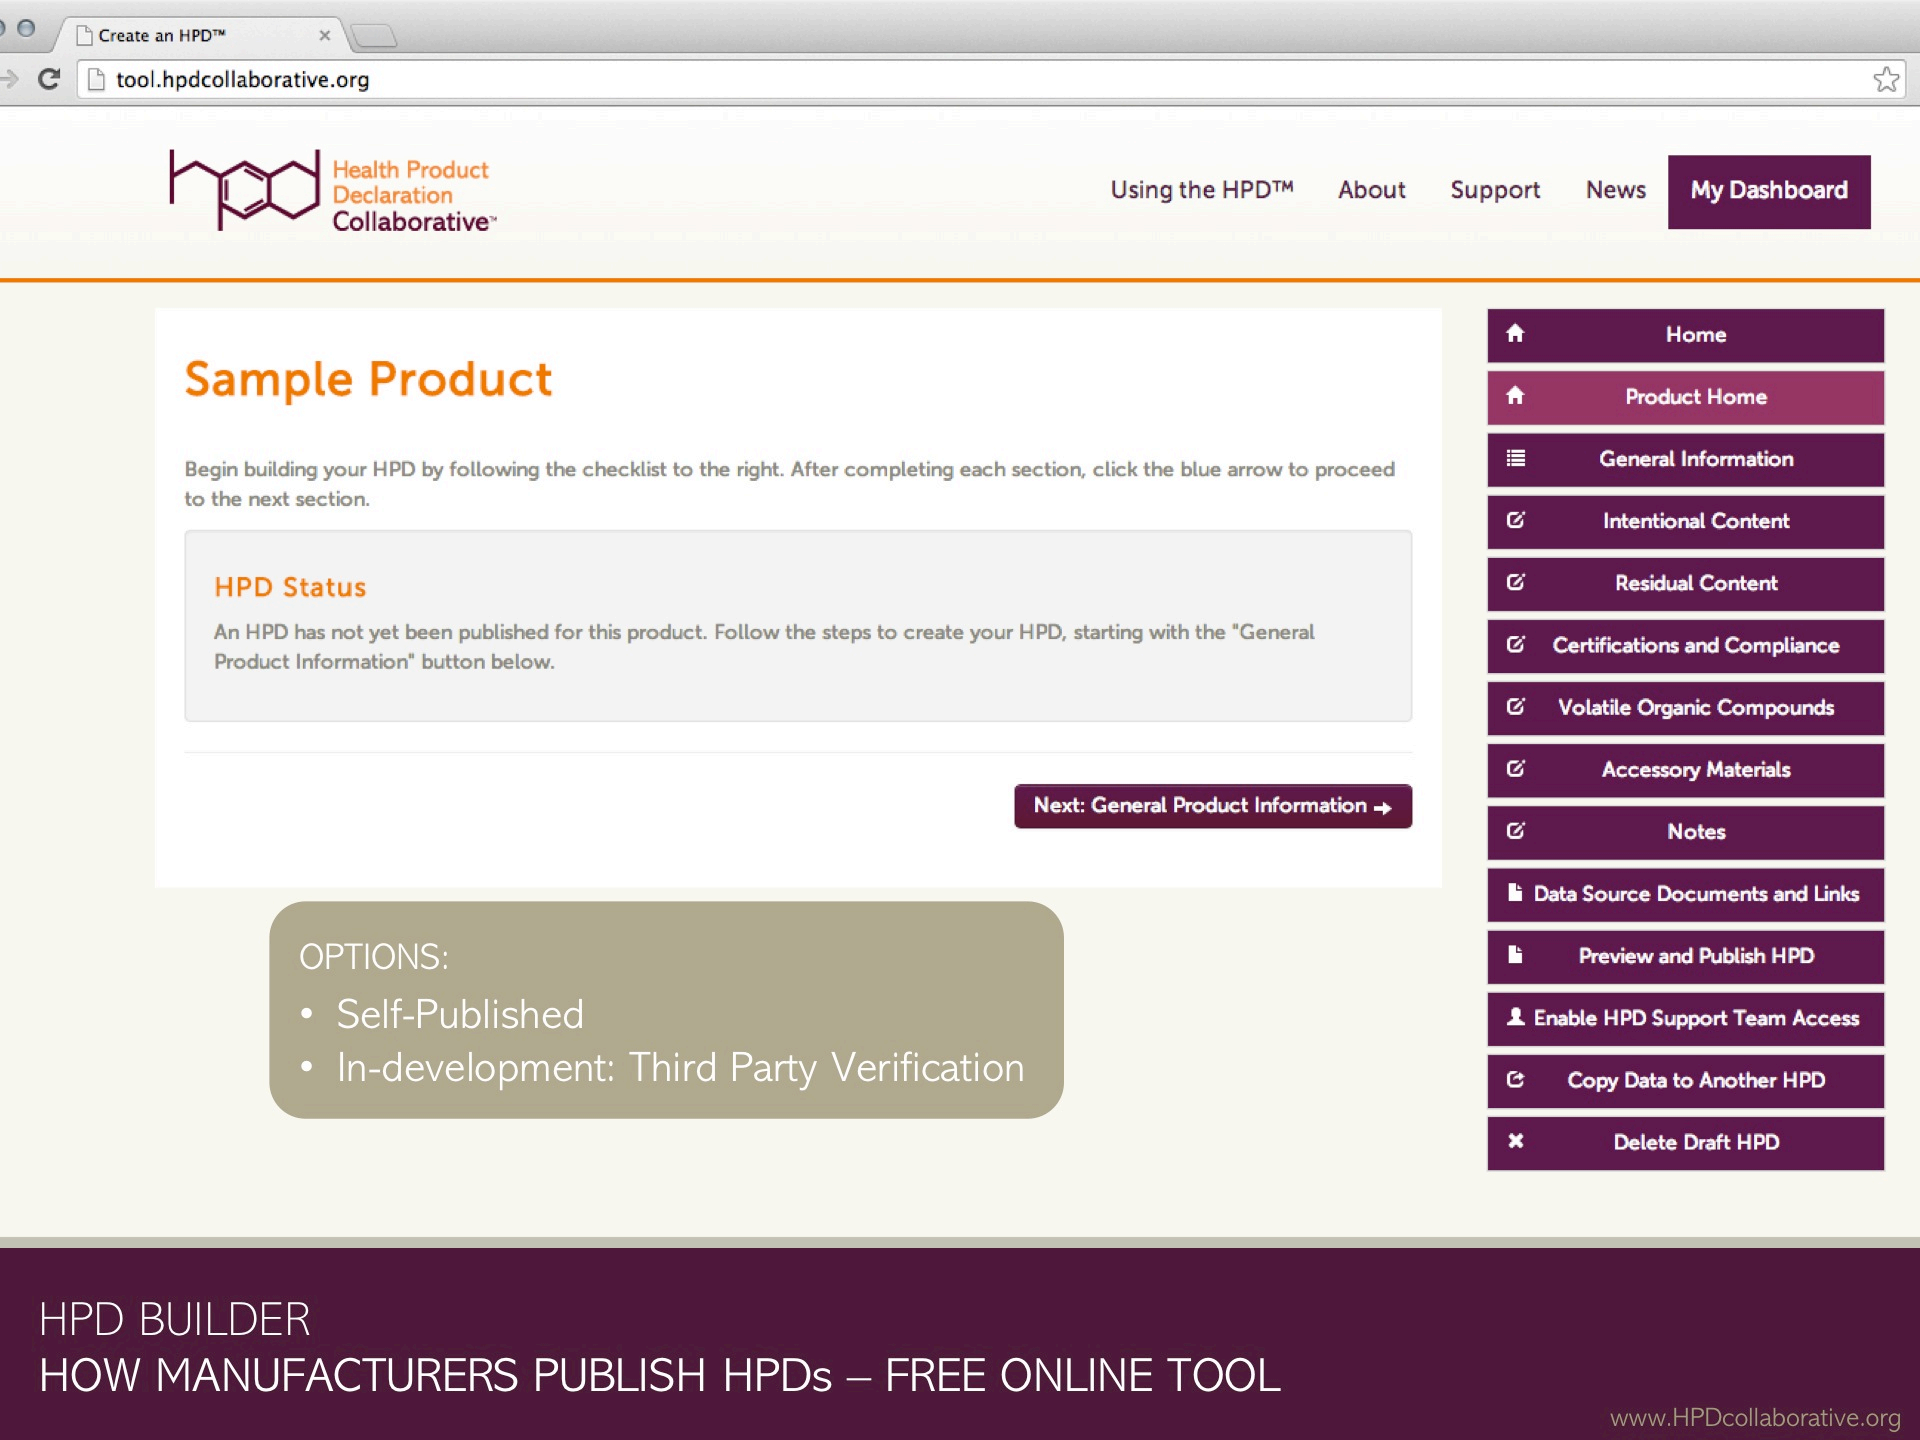 Create an HPD™
tool.hpdcollaborative.org
hpd
Health Product
Declaration
Collaborative™
Using the HPD™
About
Support
News
My Dashboard
Sample Product
Begin building your HPD by following the checklist to the right. After completing each section, click the blue arrow to proceed
to the next section.
HPD Status
An HPD has not yet been published for this product. Follow the steps to create your HPD, starting with the "General
Product Information" button below.
Next: General Product Information
Home
Product Home
General Information
Intentional Content
Residual Content
Certifications and Compliance
Volatile Organic Compounds
Accessory Materials
Notes
Data Source Documents and Links
Preview and Publish HPD
Enable HPD Support Team Access
Copy Data to Another HPD
Delete Draft HPD
OPTIONS:
• Self-Published
• In-development: Third Party Verification
HPD BUILDER
HOW MANUFACTURERS PUBLISH HPDs – FREE ONLINE TOOL
www.HPDcollaborative.org